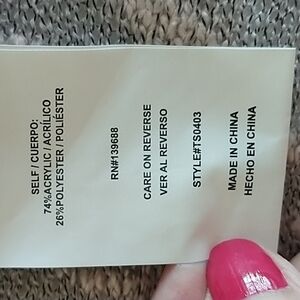 SELF / CUERPO:
74%ACRYLIC / ACRÍLICO
26%POLYESTER / POLIÉSTER
RN#139688
CARE ON REVERSE
VER AL REVERSO
STYLE#TS0403
MADE IN CHINA
HECHO EN CHINA